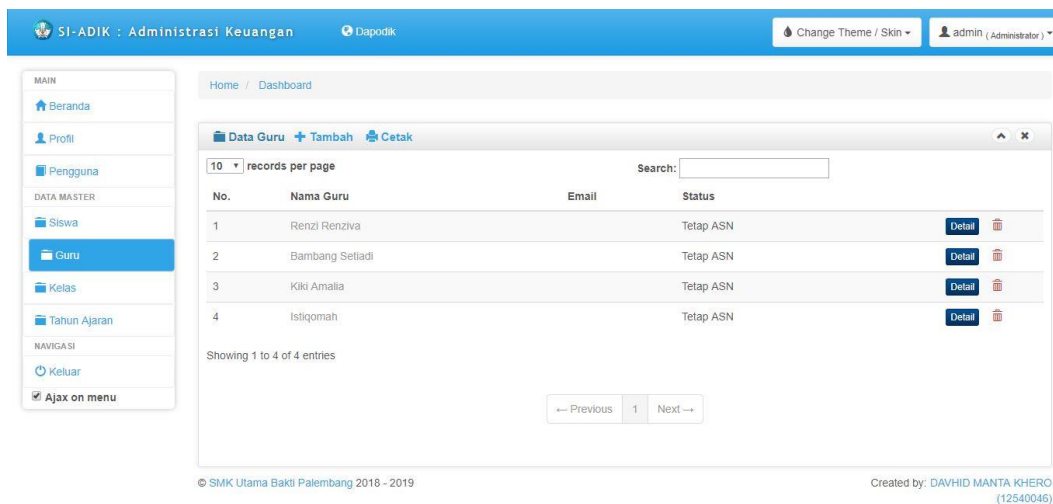 SI-ADIK : Administrasi Keuangan Dapodik Change Theme / Skin admin ( Administrator )
MAIN
Beranda
Profil
Pengguna
DATA MASTER
Siswa
Guru
Kelas
Tahun Ajaran
NAVIGASI
Keluar
Ajax on menu
Home / Dashboard
Data Guru Tambah Cetak
10 records per page Search:
No. Nama Guru Email Status
1 Renzi Renziva Tetap ASN Detail
2 Bambang Setiadi Tetap ASN Detail
3 Kiki Amalia Tetap ASN Detail
4 Istiqomah Tetap ASN Detail
Showing 1 to 4 of 4 entries
← Previous 1 Next →
© SMK Utama Bakti Palembang 2018 - 2019 Created by: DAVHID MANTA KHERO
(12540046)